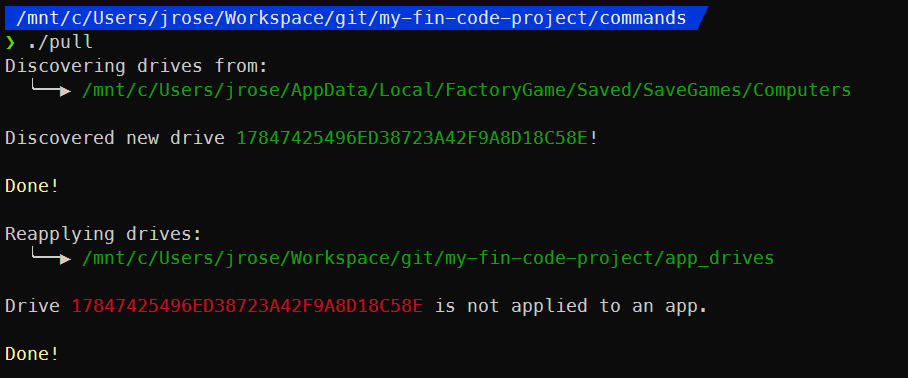 /mnt/c/Users/jrose/Workspace/git/my-fin-code-project/commands
❯ ./pull
Discovering drives from:
╰─▶ /mnt/c/Users/jrose/AppData/Local/FactoryGame/Saved/SaveGames/Computers
Discovered new drive 17847425496ED38723A42F9A8D18C58E!
Done!
Reapplying drives:
╰─▶ /mnt/c/Users/jrose/Workspace/git/my-fin-code-project/app_drives
Drive 17847425496ED38723A42F9A8D18C58E is not applied to an app.
Done!